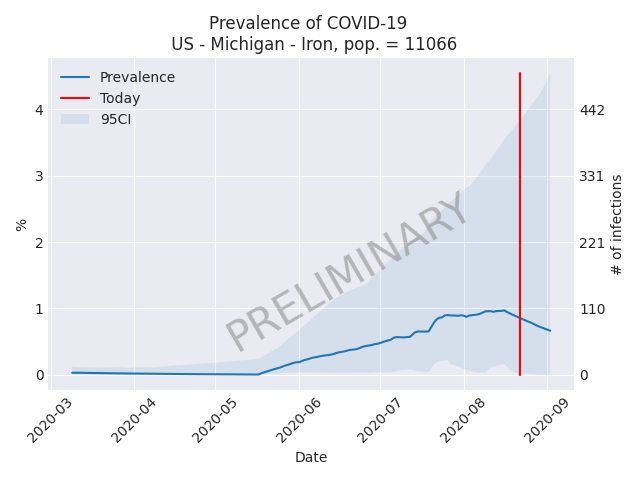 Prevalence of COVID-19
US - Michigan - Iron, pop. = 11066
Prevalence
Today
95CI
4
3
2
1
0
%
442
331
221
110
0
# of infections
PRELIMINARY
2020-03
2020-04
2020-05
2020-06
2020-07
2020-08
2020-09
Date